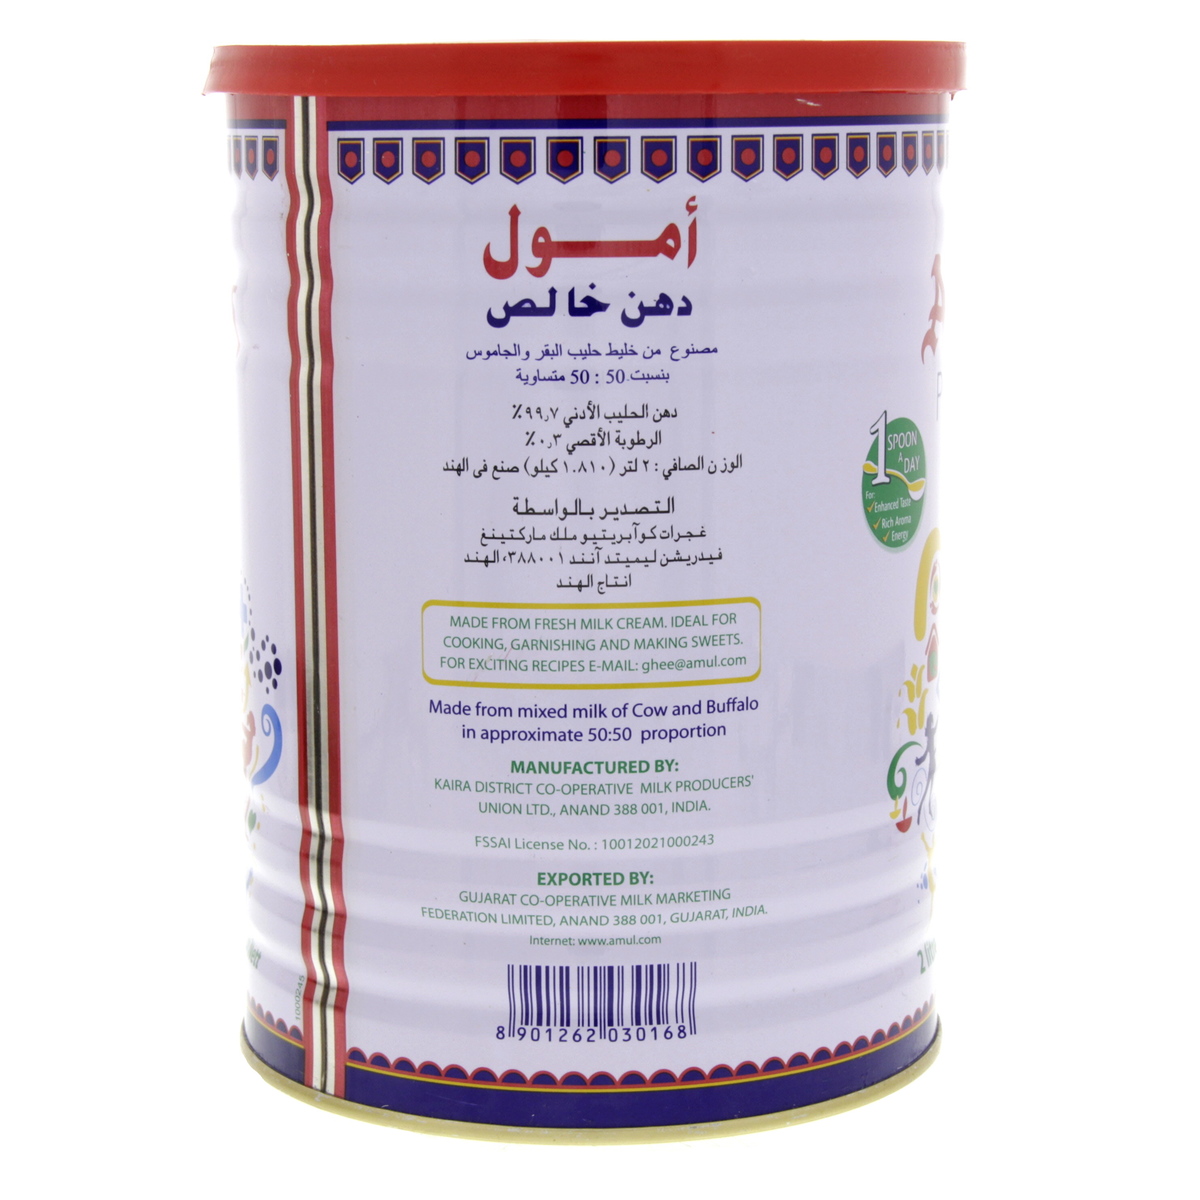 أمول
دهن خالص
مصنوع من خليط حليب البقر والجاموس
بنسبت 50 : 50 متساوية
دهن الحليب الأدني ٩٩٫٧٪
الرطوبة الأقصي ٠٫٣٪
الوزن الصافي : ٢ لتر (١.٨١٠ كيلو) صنع فى الهند
التصدير بالواسطة
غجرات كوآبريتيو ملك ماركتينغ
فيدريشن ليميتد آنند ٣٨٨٠٠١، الهند
انتاج الهند
MADE FROM FRESH MILK CREAM. IDEAL FOR
COOKING, GARNISHING AND MAKING SWEETS.
FOR EXCITING RECIPES E-MAIL: ghee@amul.com
Made from mixed milk of Cow and Buffalo
in approximate 50:50 proportion
MANUFACTURED BY:
KAIRA DISTRICT CO-OPERATIVE MILK PRODUCERS'
UNION LTD., ANAND 388 001, INDIA.
FSSAI License No. : 10012021000243
EXPORTED BY:
GUJARAT CO-OPERATIVE MILK MARKETING
FEDERATION LIMITED, ANAND 388 001, GUJARAT, INDIA.
Internet: www.amul.com
8 901262 030168
1000245
1 SPOON
A
DAY
For:
Enhanced Taste
Rich Aroma
Energy